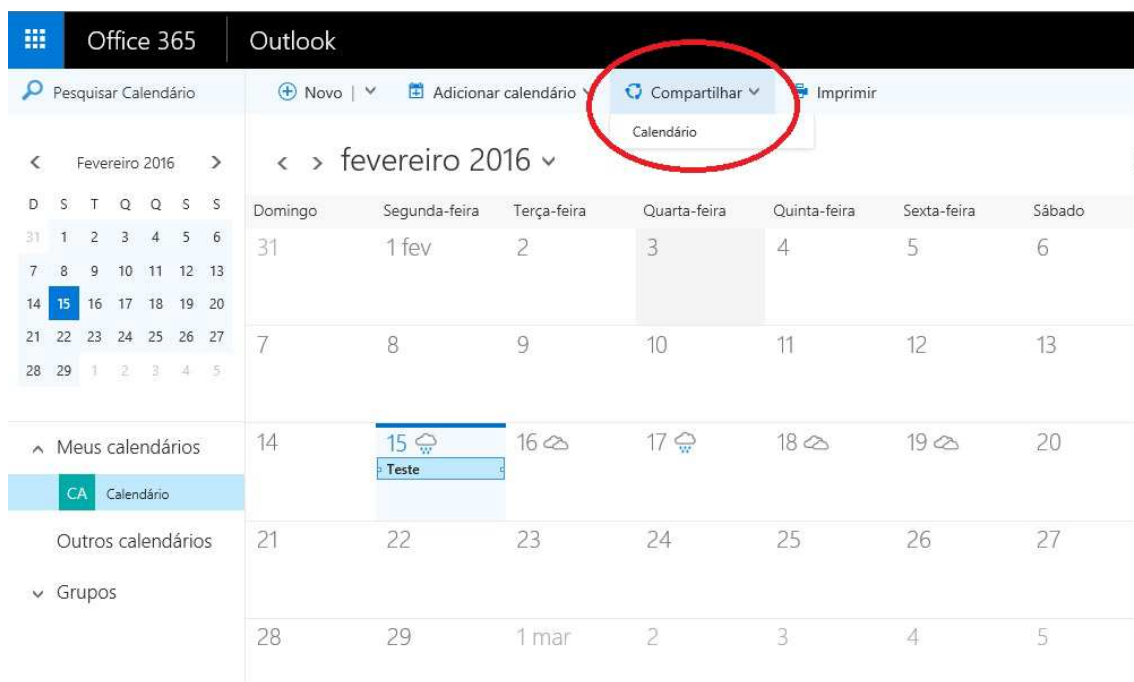 Office 365 Outlook
Pesquisar Calendário Novo | Adicionar calendário Compartilhar Imprimir
Calendário
Fevereiro 2016
D S T Q Q S S
31 1 2 3 4 5 6
7 8 9 10 11 12 13
14 15 16 17 18 19 20
21 22 23 24 25 26 27
28 29 1 2 3 4 5
Meus calendários
CA Calendário
Outros calendários
Grupos
fevereiro 2016
Domingo Segunda-feira Terça-feira Quarta-feira Quinta-feira Sexta-feira Sábado
31 1 fev 2 3 4 5 6
7 8 9 10 11 12 13
14 15 16 17 18 19 20
Teste
21 22 23 24 25 26 27
28 29 1 mar 2 3 4 5